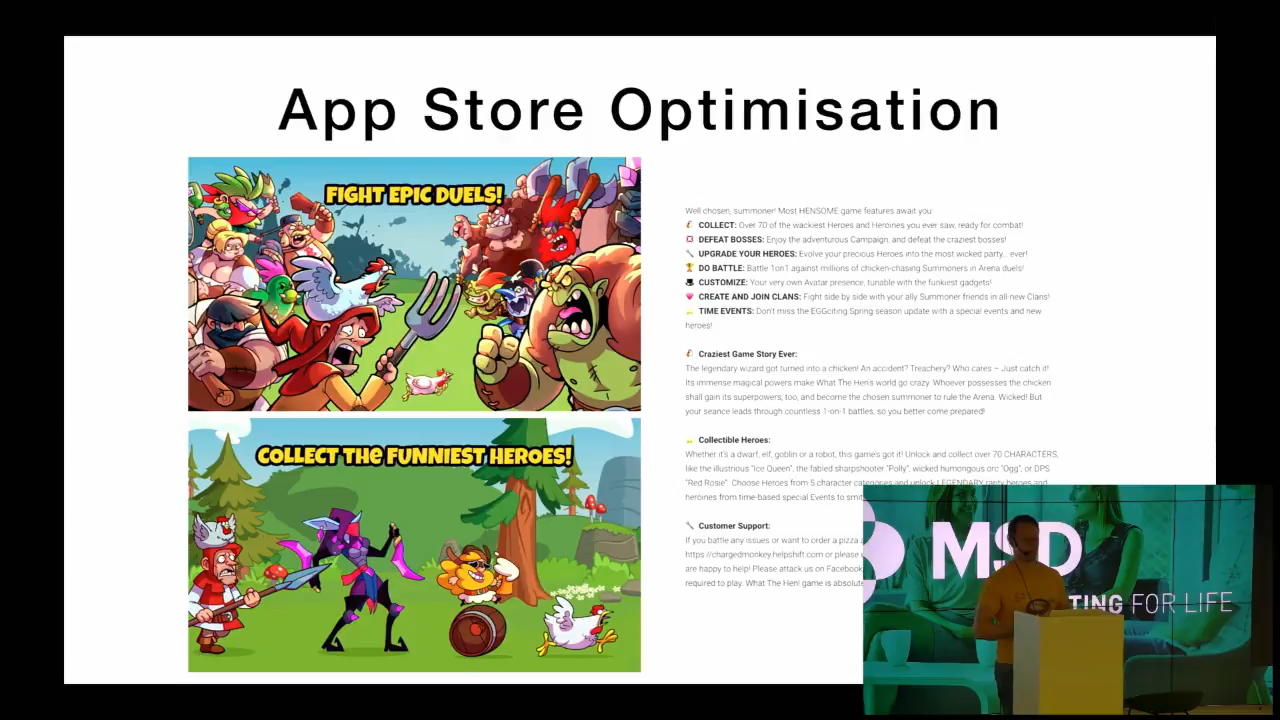 App Store Optimisation
FIGHT EPIC DUELS!
COLLECT THE FUNNIEST HEROES!
Well chosen, summoner! Most HENSOME game features await you:
COLLECT: Over 70 of the wackiest Heroes and Heroines you ever saw, ready for combat!
DEFEAT BOSSES: Enjoy the adventurous Campaign, and defeat the craziest bosses!
UPGRADE YOUR HEROES: Evolve your precious Heroes into the most wicked party... ever!
DO BATTLE: Battle 1on1 against millions of chicken-chasing Summoners in Arena duels!
CUSTOMIZE: Your very own Avatar presence, tunable with the funkiest gadgets!
CREATE AND JOIN CLANS: Fight side by side with your ally Summoner friends in all-new Clans!
TIME EVENTS: Don't miss the EGGciting Spring season update with a special events and new
heroes!
Craziest Game Story Ever:
The legendary wizard got turned into a chicken! An accident? Treachery? Who cares – Just catch it!
Its immense magical powers make What The Hen's world go crazy. Whoever possesses the chicken
shall gain its superpowers, too, and become the chosen summoner to rule the Arena. Wicked! But
your seance leads through countless 1-on-1 battles, so you better come prepared!
Collectible Heroes:
Whether it's a dwarf, elf, goblin or a robot, this game's got it! Unlock and collect over 70 CHARACTERS,
like the illustrious "Ice Queen", the fabled sharpshooter "Polly", wicked humongous orc "Ogg", or DPS
"Red Rosie". Choose Heroes from 5 character categories and unlock LEGENDARY rarity heroes and
heroines from time-based special Events to smit
Customer Support:
If you battle any issues or want to order a pizza a
https://chargedmonkey.helpshift.com or please
are happy to help! Please attack us on Facebook
required to play. What The Hen! game is absolute
MSD
TING FOR LIFE